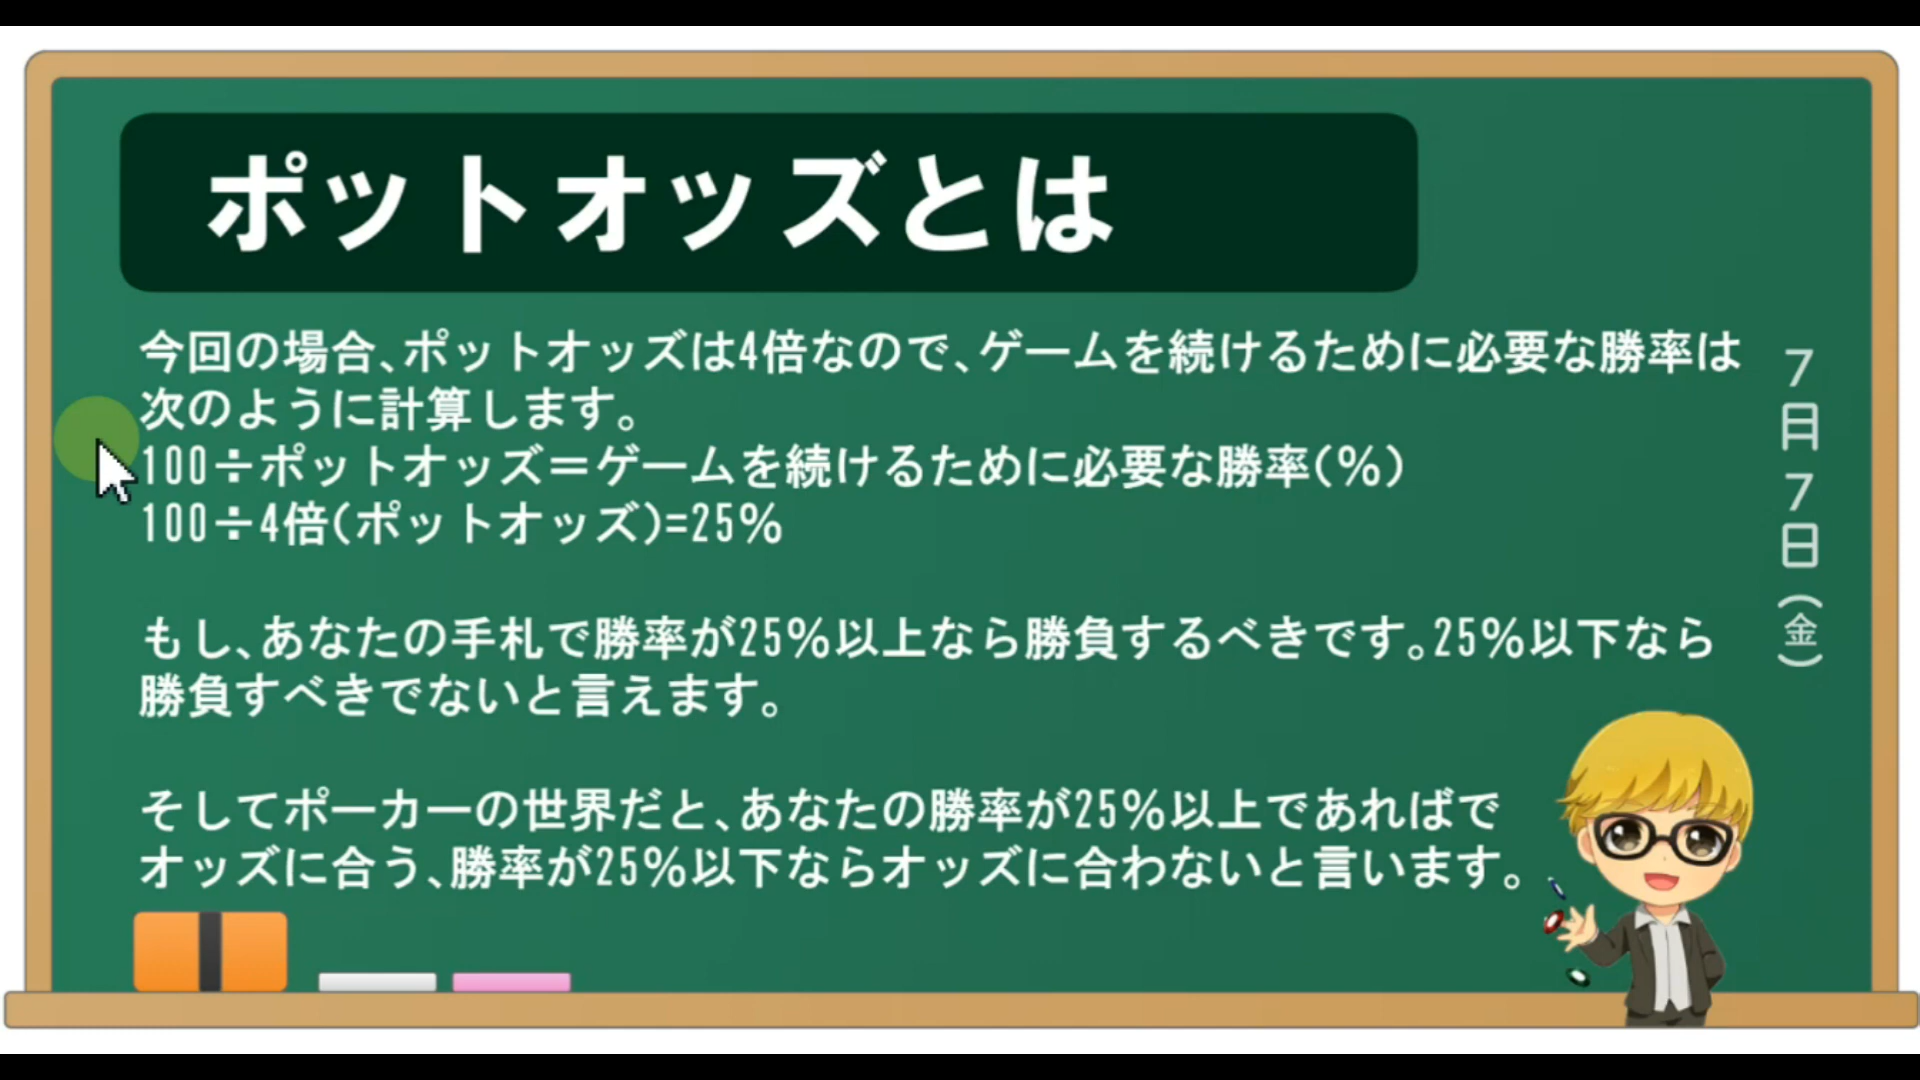 ポットオッズとは
今回の場合、ポットオッズは4倍なので、ゲームを続けるために必要な勝率は
次のように計算します。
100÷ポットオッズ＝ゲームを続けるために必要な勝率(%)
100÷4倍(ポットオッズ)=25%
もし、あなたの手札で勝率が25%以上なら勝負するべきです。25%以下なら
勝負すべきでないと言えます。
そしてポーカーの世界だと、あなたの勝率が25%以上であればで
オッズに合う、勝率が25%以下ならオッズに合わないと言います。
7日7日(金)